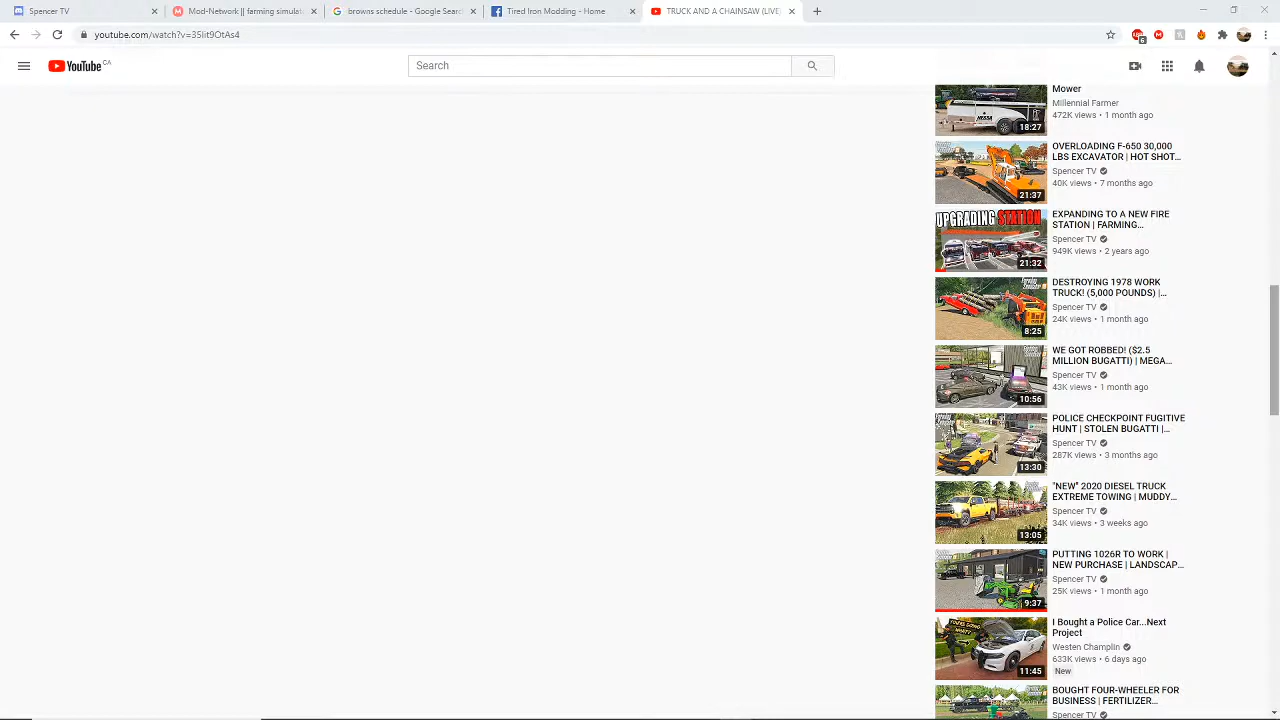 Spencer TV
Mod-Network || farming simulat
browns schedule - Google Searc
Tired Iron Modding - Home
TRUCK AND A CHAINSAW (LIVE
youtube.com/watch?v=35Iit9OtAs4
6
YouTube CA
Search
Mower
Millennial Farmer
472K views • 1 month ago
18:27
OVERLOADING F-650 30,000
LBS EXCAVATOR | HOT SHOT...
Spencer TV
40K views • 7 months ago
21:37
UPGRADING STATION
EXPANDING TO A NEW FIRE
STATION | FARMING...
Spencer TV
949K views • 2 years ago
21:32
DESTROYING 1978 WORK
TRUCK! (5,000 POUNDS) |...
Spencer TV
24K views • 1 month ago
8:25
WE GOT ROBBED! ($2.5
MILLION BUGATTI) | MEGA...
Spencer TV
43K views • 1 month ago
10:56
POLICE CHECKPOINT FUGITIVE
HUNT | STOLEN BUGATTI |...
Spencer TV
287K views • 3 months ago
13:30
"NEW" 2020 DIESEL TRUCK
EXTREME TOWING | MUDDY...
Spencer TV
34K views • 3 weeks ago
13:05
PUTTING 1026R TO WORK |
NEW PURCHASE | LANDSCAP...
Spencer TV
25K views • 1 month ago
9:37
I Bought a Police Car...Next
Project
Westen Champlin
633K views • 6 days ago
New
11:45
BOUGHT FOUR-WHEELER FOR
BUSINESS | FERTILIZER...
Spencer TV